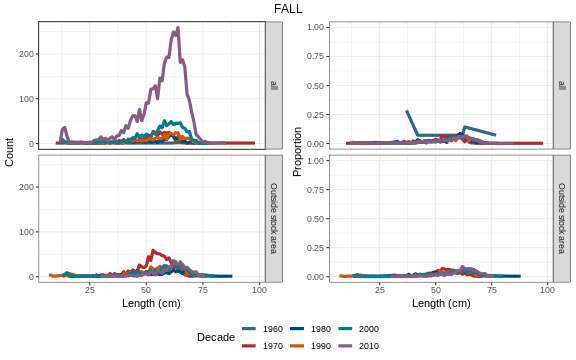 FALL
Count
200
100
0
all
200
100
0
Outside stock area
25 50 75 100
Length (cm)
Proportion
1.00
0.75
0.50
0.25
0.00
all
1.00
0.75
0.50
0.25
0.00
Outside stock area
25 50 75 100
Length (cm)
Decade
1960 1980 2000
1970 1990 2010